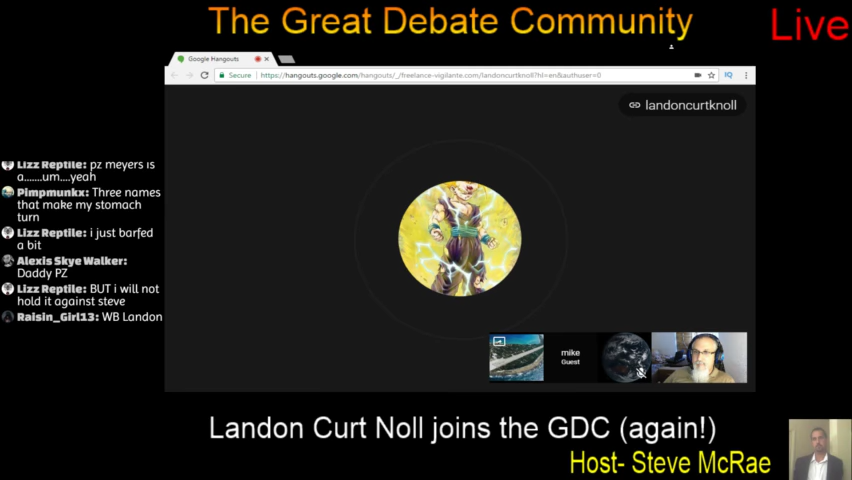 The Great Debate Community
Live
Google Hangouts
Secure
https://hangouts.google.com/hangouts/_/freelance-vigilante.com/landoncurtknoll?hl=en&authuser=0
landoncurtknoll
Lizz Reptile: pz meyers is
a.......um....yeah
Pimpmunkx: Three names
that make my stomach
turn
Lizz Reptile: i just barfed
a bit
Alexis Skye Walker:
Daddy PZ
Lizz Reptile: BUT i will not
hold it against steve
Raisin_Girl13: WB Landon
mike
Guest
Landon Curt Noll joins the GDC (again!)
Host- Steve McRae